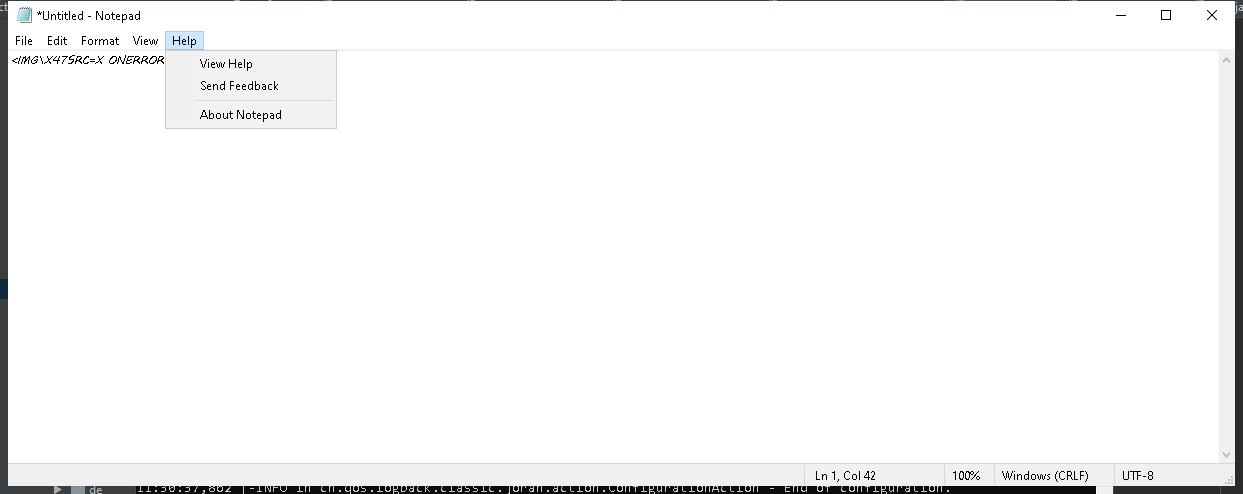 *Untitled - Notepad
File Edit Format View Help
<IMG\X47SRC=X ONERROR
View Help
Send Feedback
About Notepad
Ln 1, Col 42 100% Windows (CRLF) UTF-8
de 11:30:37,862 |-INFO in ch.qos.logback.classic.joran.action.ConfigurationAction - End of configuration.